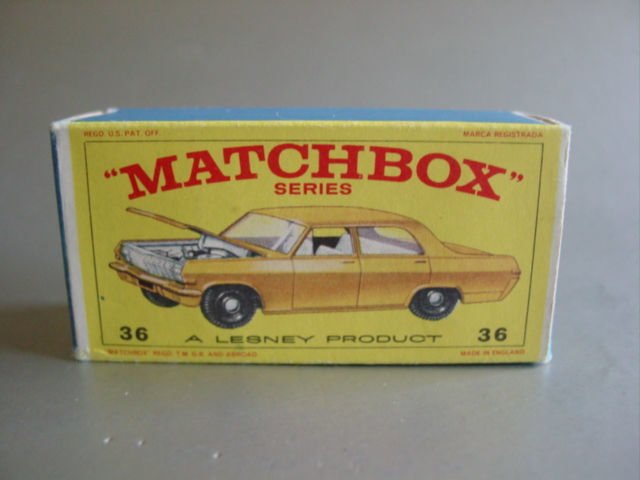 REGD. U.S. PAT. OFF. MARCA REGISTRADA
"MATCHBOX"
SERIES
36 A LESNEY PRODUCT 36
"MATCHBOX" REGD. T.M. G.B. AND ABROAD MADE IN ENGLAND